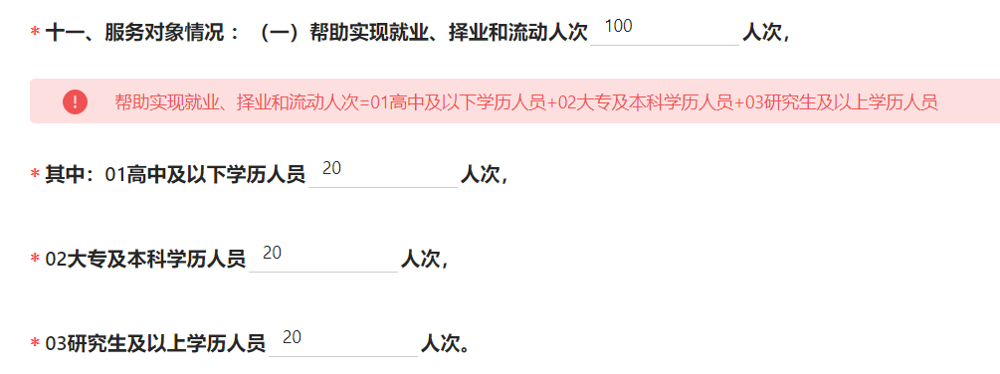 * 十一、服务对象情况：（一）帮助实现就业、择业和流动人次 100 人次，
! 帮助实现就业、择业和流动人次=01高中及以下学历人员+02大专及本科学历人员+03研究生及以上学历人员
* 其中：01高中及以下学历人员 20 人次，
* 02大专及本科学历人员 20 人次，
* 03研究生及以上学历人员 20 人次。